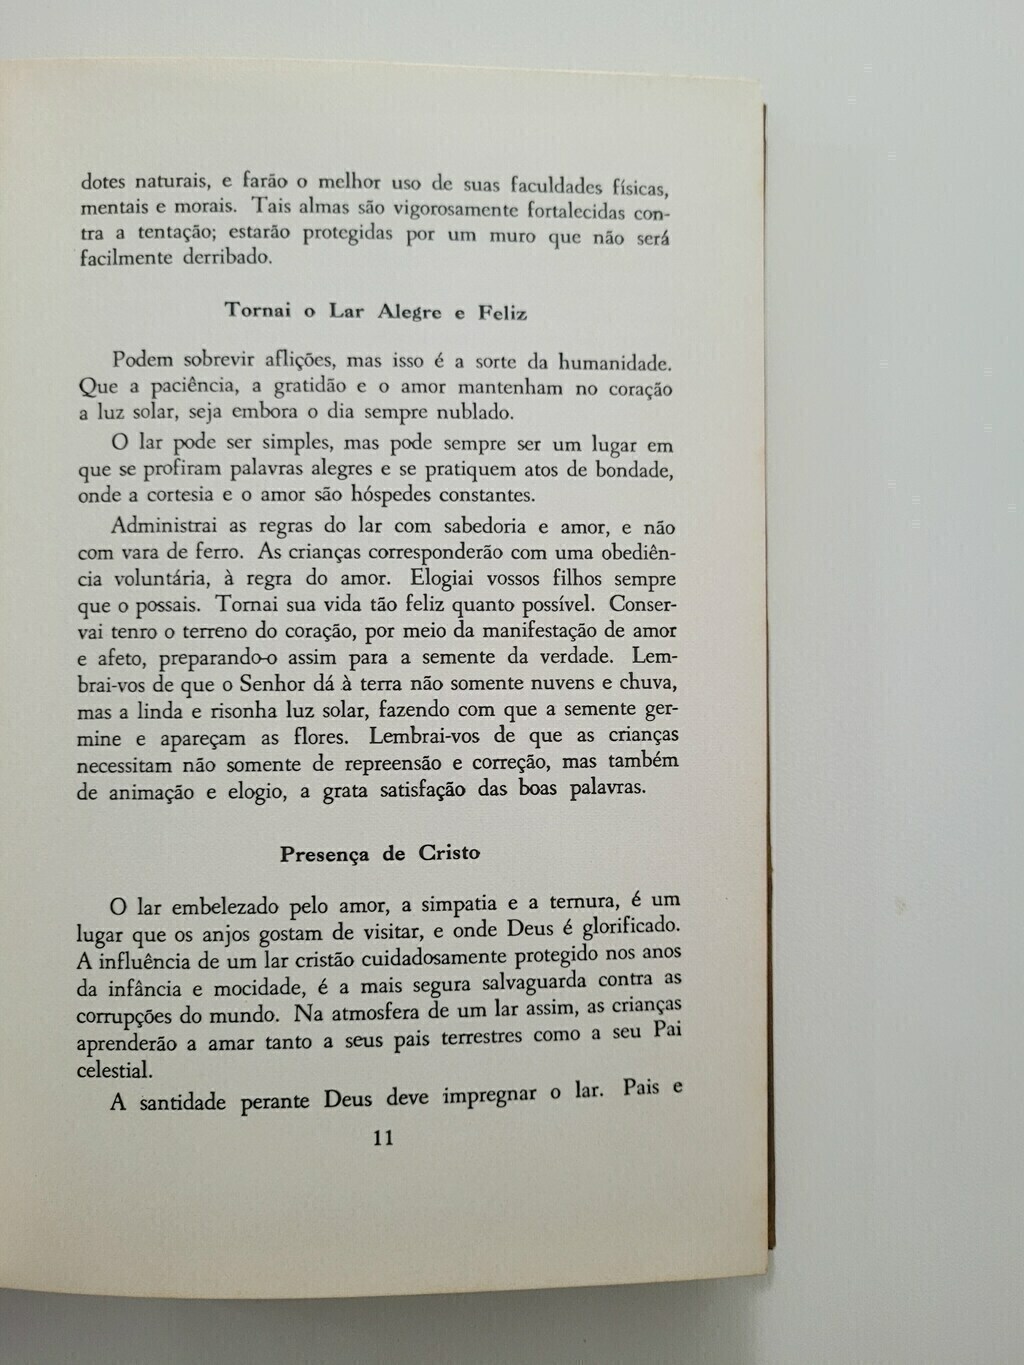 dotes naturais, e farão o melhor uso de suas faculdades físicas,
mentais e morais. Tais almas são vigorosamente fortalecidas con-
tra a tentação; estarão protegidas por um muro que não será
facilmente derribado.
Tornai o Lar Alegre e Feliz
Podem sobrevir aflições, mas isso é a sorte da humanidade.
Que a paciência, a gratidão e o amor mantenham no coração
a luz solar, seja embora o dia sempre nublado.
O lar pode ser simples, mas pode sempre ser um lugar em
que se profiram palavras alegres e se pratiquem atos de bondade,
onde a cortesia e o amor são hóspedes constantes.
Administrai as regras do lar com sabedoria e amor, e não
com vara de ferro. As crianças corresponderão com uma obediên-
cia voluntária, à regra do amor. Elogiai vossos filhos sempre
que o possais. Tornai sua vida tão feliz quanto possível. Conser-
vai tenro o terreno do coração, por meio da manifestação de amor
e afeto, preparando-o assim para a semente da verdade. Lem-
brai-vos de que o Senhor dá à terra não somente nuvens e chuva,
mas a linda e risonha luz solar, fazendo com que a semente ger-
mine e apareçam as flores. Lembrai-vos de que as crianças
necessitam não somente de repreensão e correção, mas também
de animação e elogio, a grata satisfação das boas palavras.
Presença de Cristo
O lar embelezado pelo amor, a simpatia e a ternura, é um
lugar que os anjos gostam de visitar, e onde Deus é glorificado.
A influência de um lar cristão cuidadosamente protegido nos anos
da infância e mocidade, é a mais segura salvaguarda contra as
corrupções do mundo. Na atmosfera de um lar assim, as crianças
aprenderão a amar tanto a seus pais terrestres como a seu Pai
celestial.
A santidade perante Deus deve impregnar o lar. Pais e
11